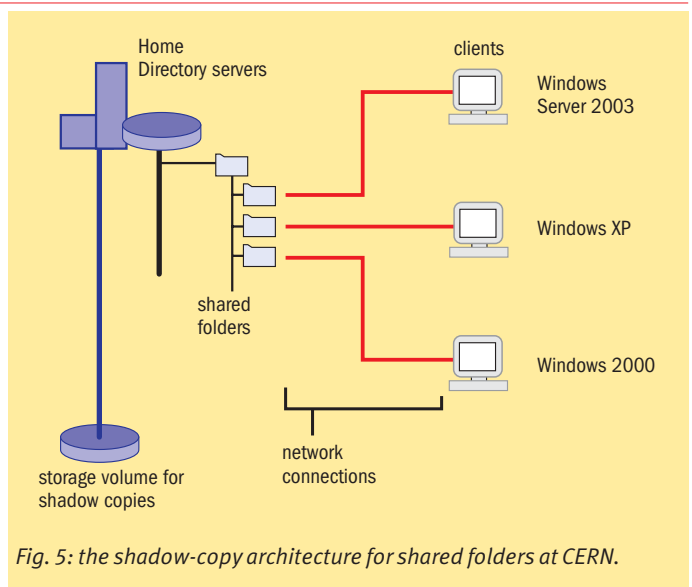 Home
Directory servers
clients
Windows
Server 2003
Windows XP
shared
folders
Windows 2000
network
connections
storage volume for
shadow copies
Fig. 5: the shadow-copy architecture for shared folders at CERN.